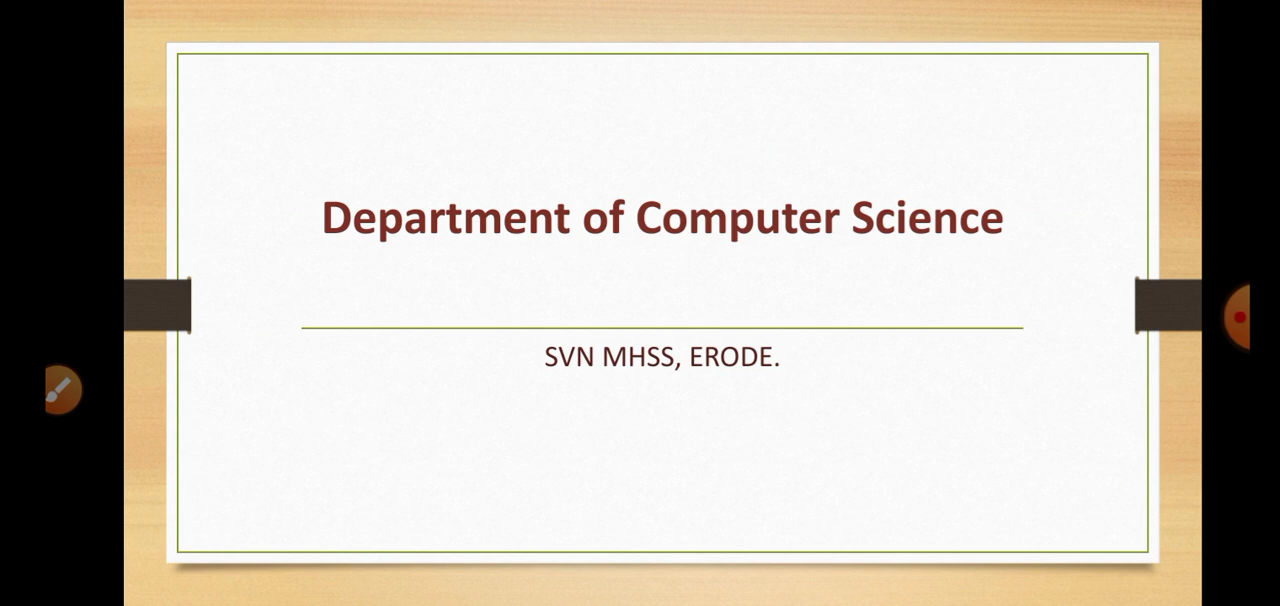 Department of Computer Science
SVN MHSS, ERODE.